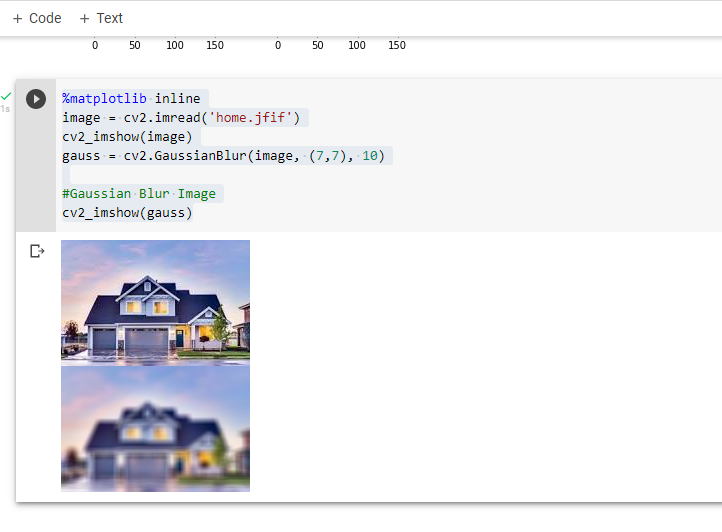 + Code + Text
0 50 100 150 0 50 100 150
1s
%matplotlib inline
image = cv2.imread('home.jfif')
cv2_imshow(image)
gauss = cv2.GaussianBlur(image, (7,7), 10)
#Gaussian Blur Image
cv2_imshow(gauss)